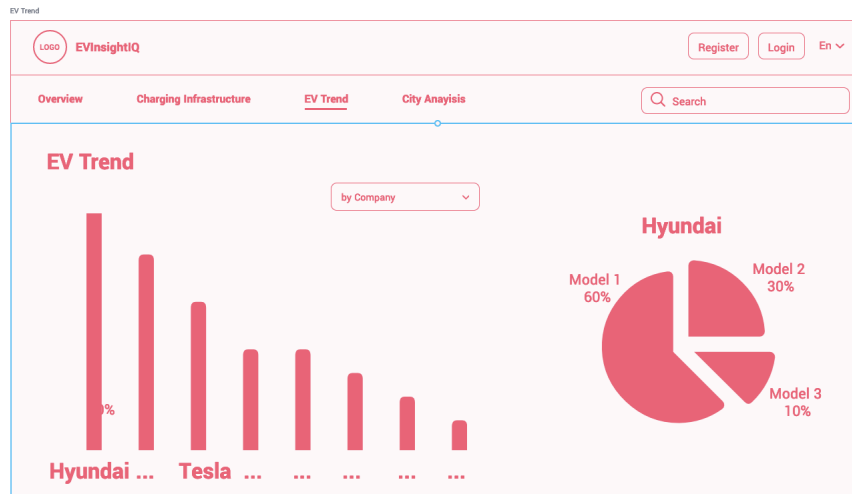 EV Trend
LOGO
EVInsightIQ
Register
Login
En
Overview
Charging Infrastructure
EV Trend
City Anayisis
Search
EV Trend
by Company
Hyundai
Model 1
60%
Model 2
30%
Model 3
10%
%
Hyundai ... Tesla ... ... ... ... ...